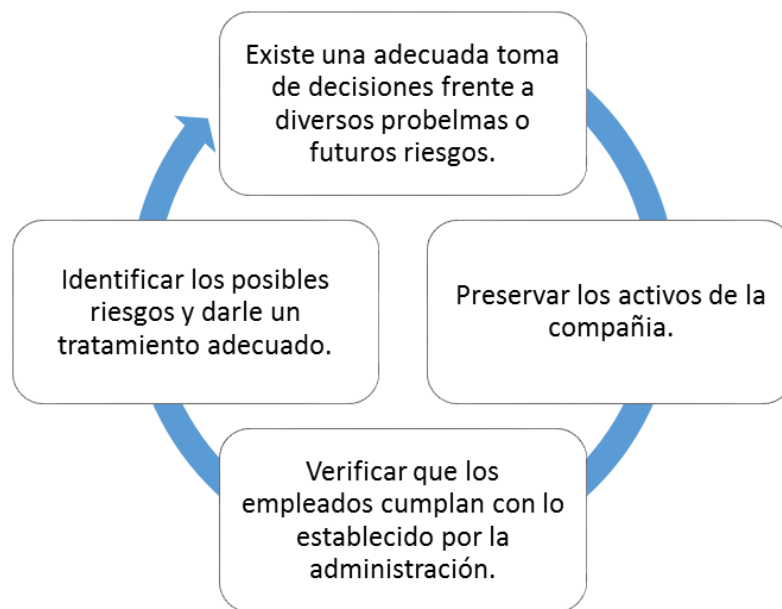 Existe una adecuada toma
de decisiones frente a
diversos probelmas o
futuros riesgos.
Preservar los activos de la
compañia.
Verificar que los
empleados cumplan con lo
establecido por la
administración.
Identificar los posibles
riesgos y darle un
tratamiento adecuado.